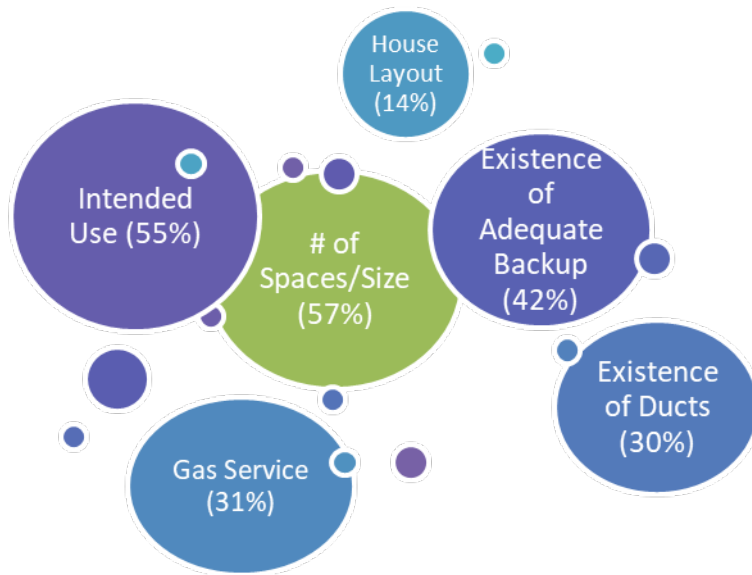 House
Layout
(14%)
Intended
Use (55%)
# of
Spaces/Size
(57%)
Existence
of
Adequate
Backup
(42%)
Existence
of Ducts
(30%)
Gas Service
(31%)